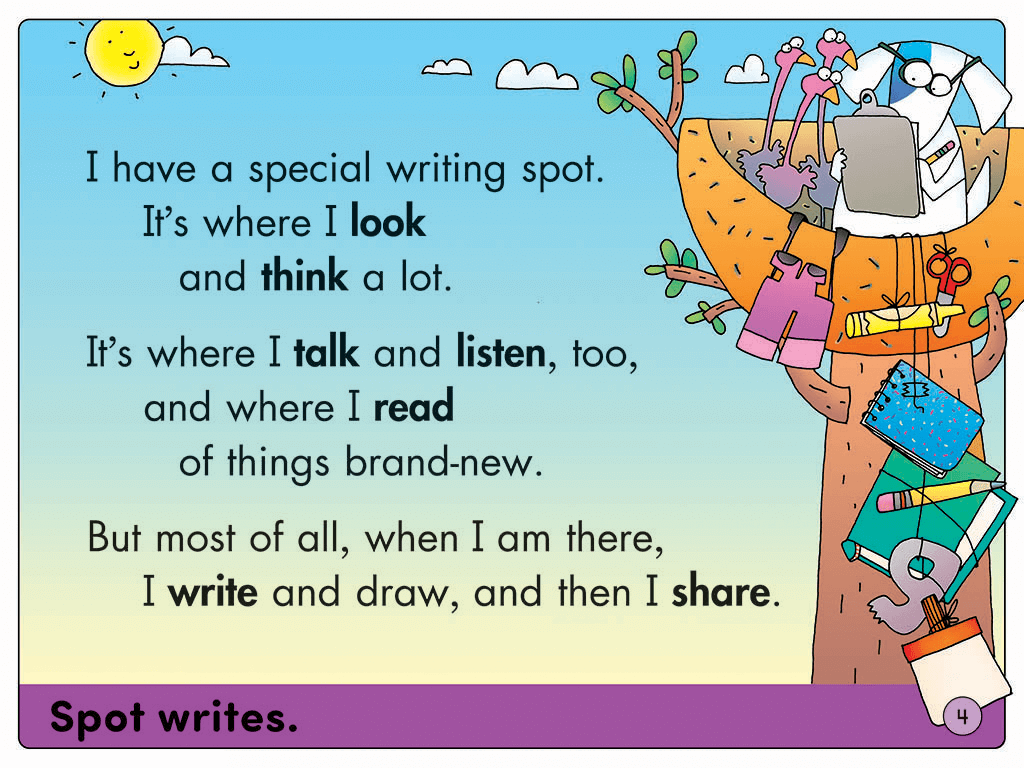 I have a special writing spot.
It's where I look
and think a lot.
It's where I talk and listen, too,
and where I read
of things brand-new.
But most of all, when I am there,
I write and draw, and then I share.
Spot writes.
4